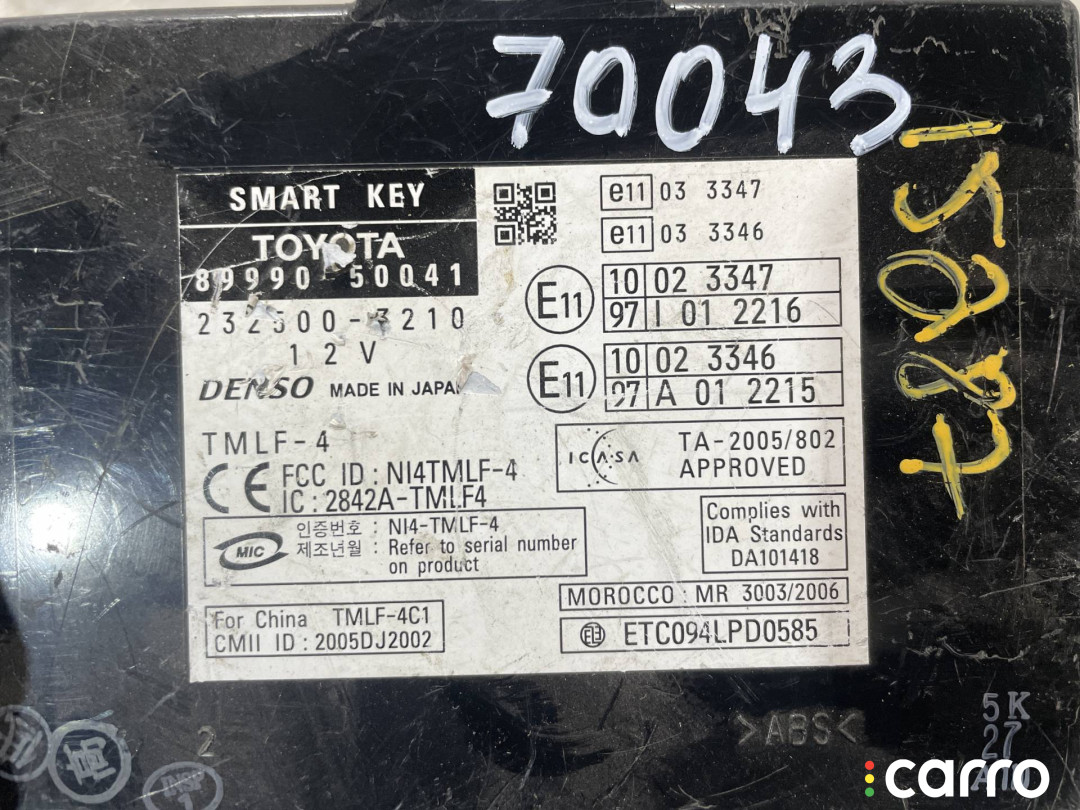 70043
SMART KEY
TOYOTA
89990-50041
232500-3210
12V
DENSO MADE IN JAPAN
e11 03 3347
e11 03 3346
E11 10 02 3347
97 I 01 2216
E11 10 02 3346
97 A 01 2215
TMLF-4
CE FCC ID : NI4TMLF-4
IC : 2842A-TMLF4
ICASA TA-2005/802
APPROVED
MIC 인증번호 : NI4-TMLF-4
제조년월 : Refer to serial number
on product
Complies with
IDA Standards
DA101418
MOROCCO : MR 3003/2006
For China TMLF-4C1
CMII ID : 2005DJ2002
ETC094LPD0585
2
>ABS<
5K
27
carro